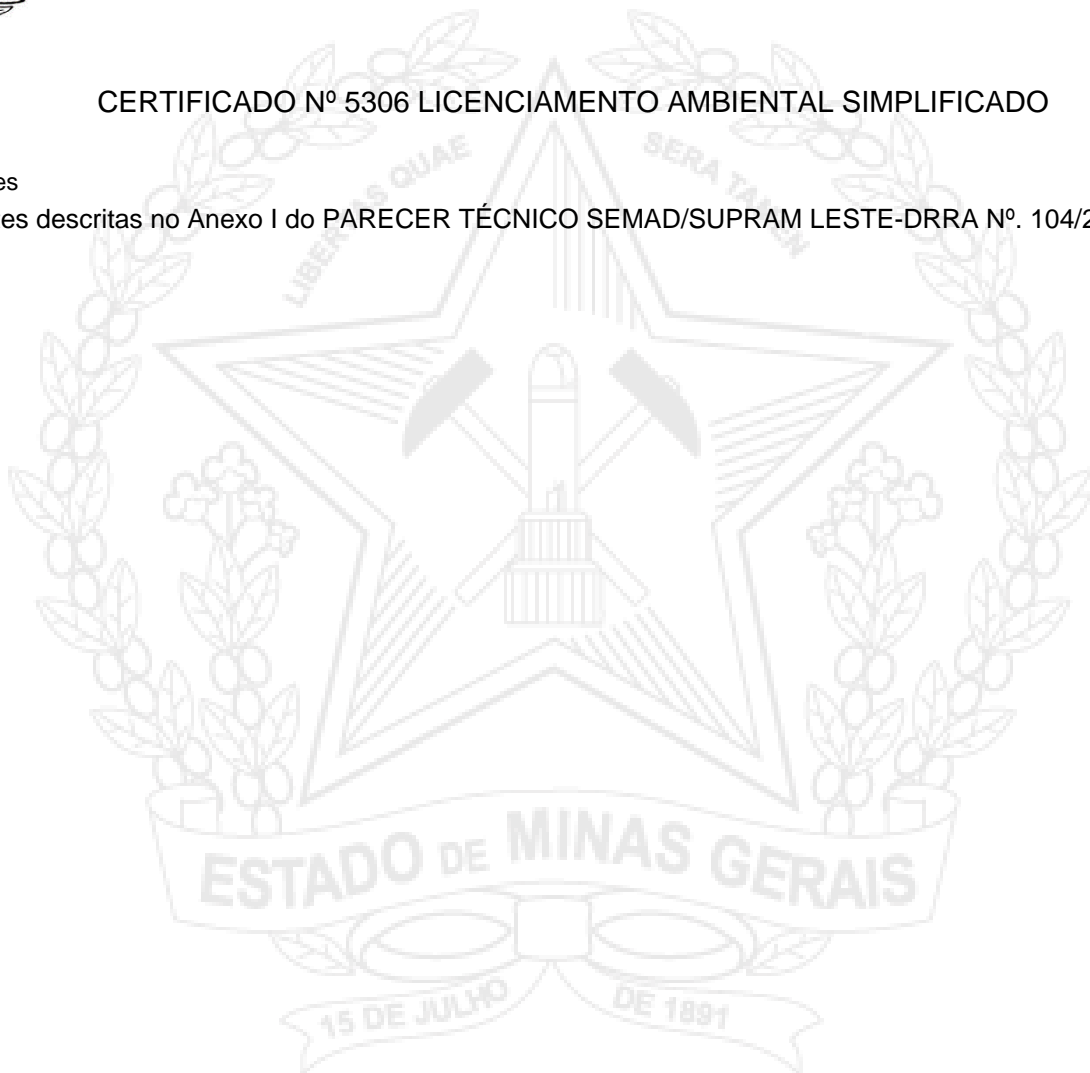 CERTIFICADO Nº 5306 LICENCIAMENTO AMBIENTAL SIMPLIFICADO
es
es descritas no Anexo I do PARECER TÉCNICO SEMAD/SUPRAM LESTE-DRRA Nº. 104/2
LIBERTAS QUAE SERA TAMEN
ESTADO DE MINAS GERAIS
15 DE JULHO DE 1891